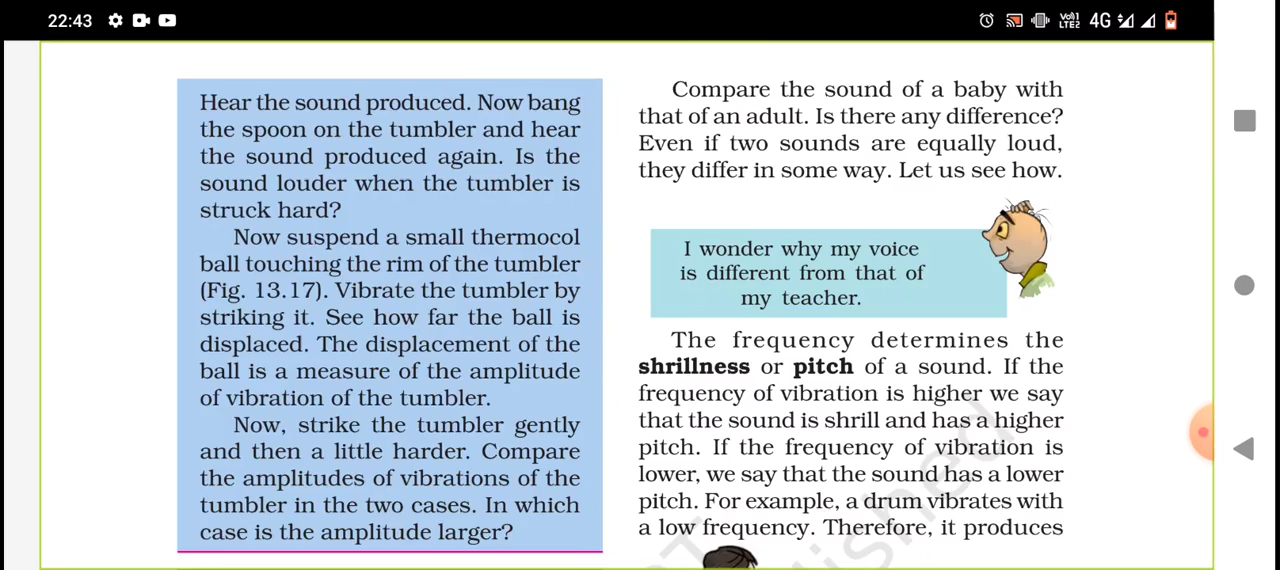 22:43
Vo)) LTE2 4G
Hear the sound produced. Now bang
the spoon on the tumbler and hear
the sound produced again. Is the
sound louder when the tumbler is
struck hard?
Now suspend a small thermocol
ball touching the rim of the tumbler
(Fig. 13.17). Vibrate the tumbler by
striking it. See how far the ball is
displaced. The displacement of the
ball is a measure of the amplitude
of vibration of the tumbler.
Now, strike the tumbler gently
and then a little harder. Compare
the amplitudes of vibrations of the
tumbler in the two cases. In which
case is the amplitude larger?
Compare the sound of a baby with
that of an adult. Is there any difference?
Even if two sounds are equally loud,
they differ in some way. Let us see how.
I wonder why my voice
is different from that of
my teacher.
The frequency determines the
shrillness or pitch of a sound. If the
frequency of vibration is higher we say
that the sound is shrill and has a higher
pitch. If the frequency of vibration is
lower, we say that the sound has a lower
pitch. For example, a drum vibrates with
a low frequency. Therefore, it produces